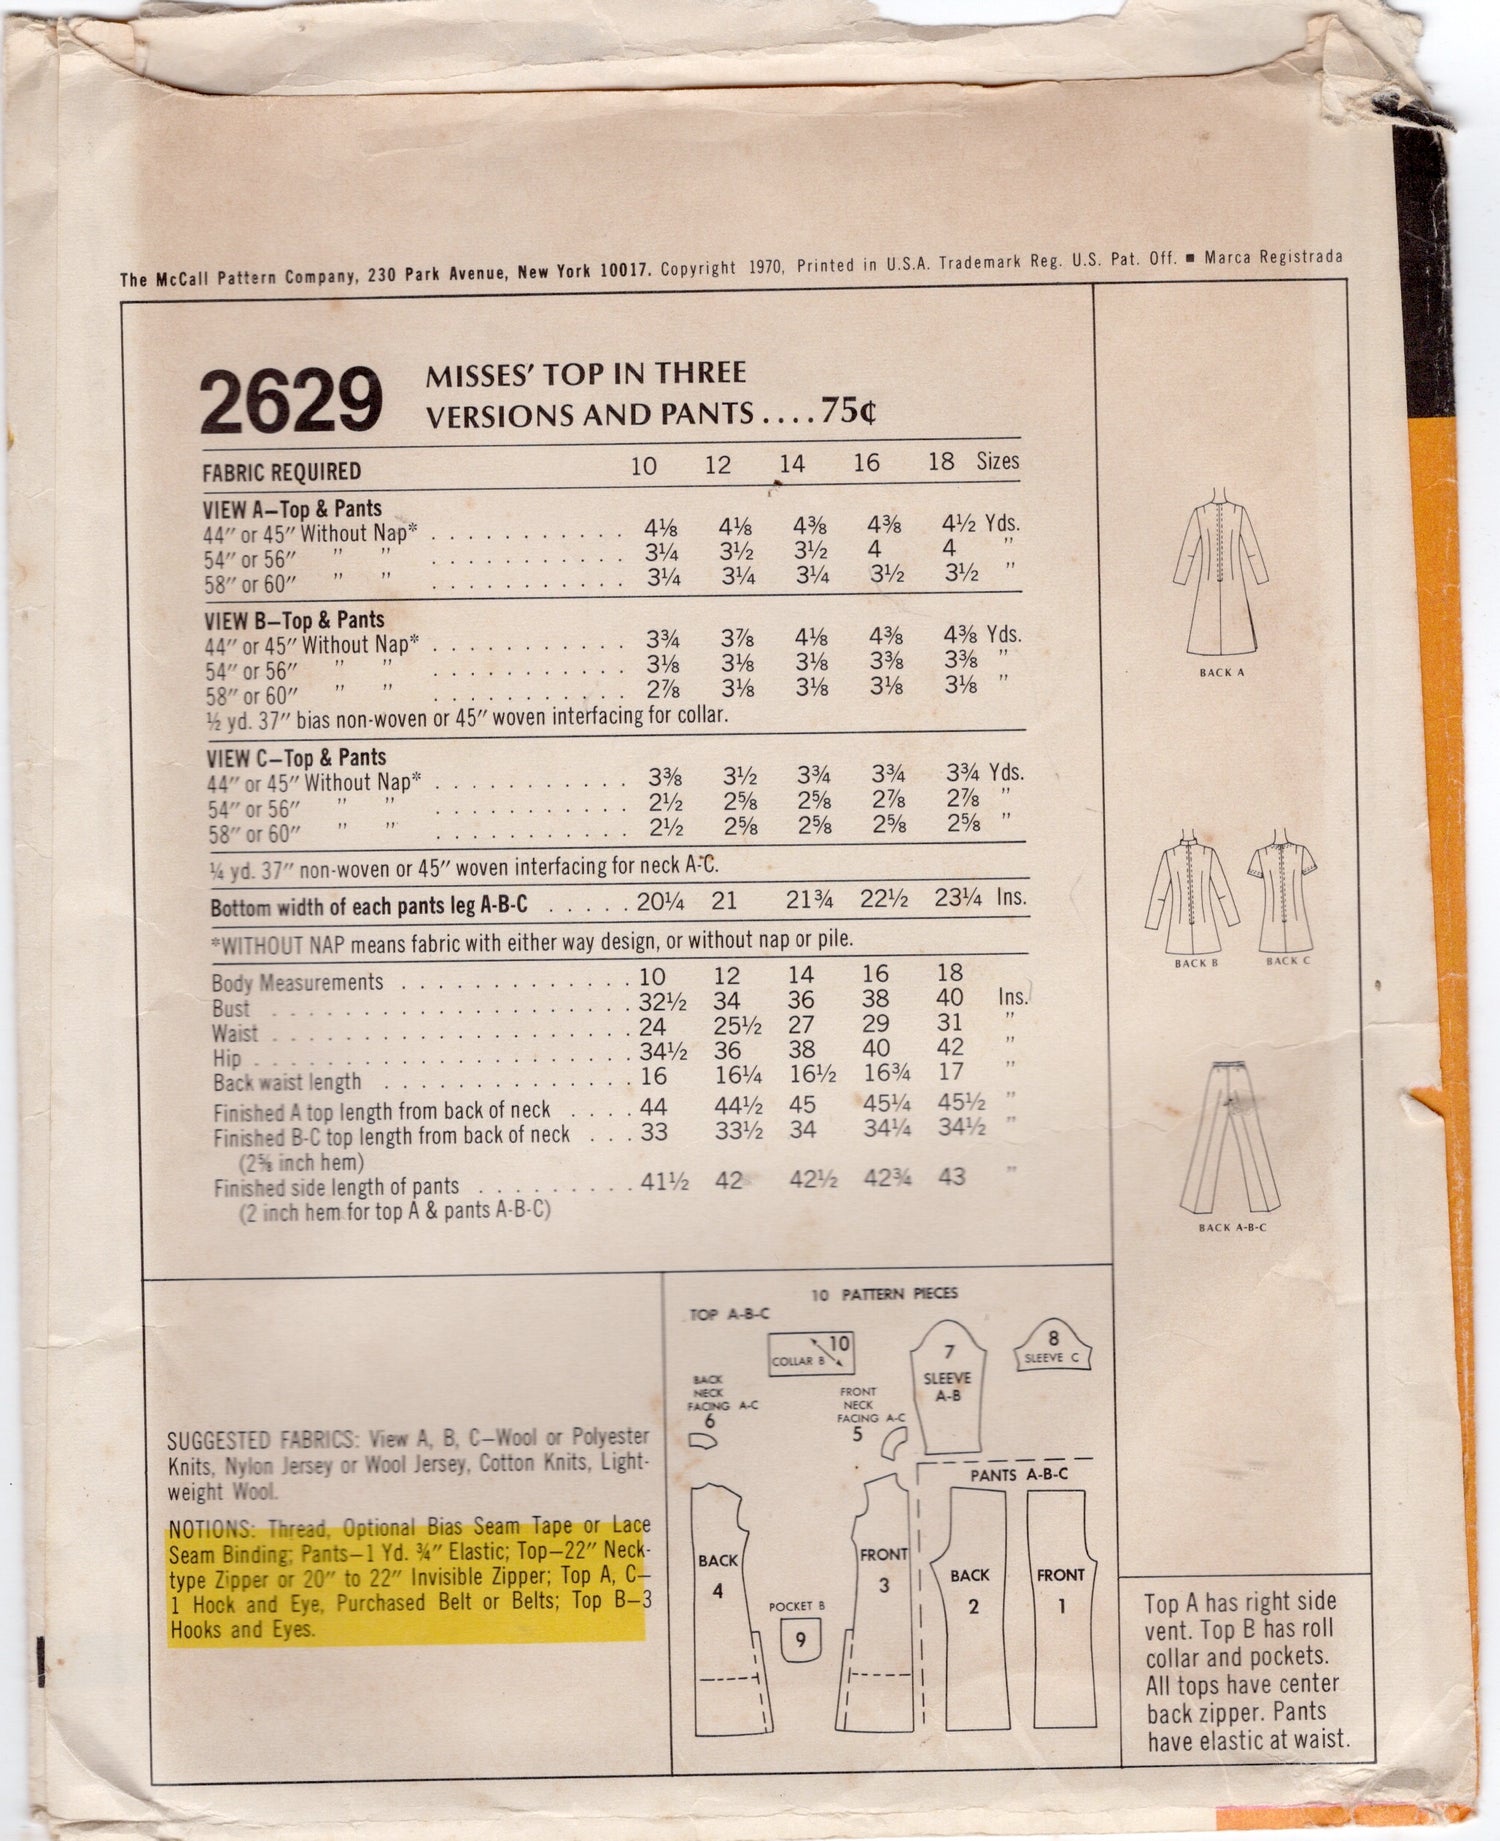 The McCall Pattern Company, 230 Park Avenue, New York 10017. Copyright 1970, Printed in U.S.A. Trademark Reg. U.S. Pat. Off. ■ Marca Registrada
2629
MISSES' TOP IN THREE
VERSIONS AND PANTS....75¢
FABRIC REQUIRED 10 12 14 16 18 Sizes
VIEW A—Top & Pants
44" or 45" Without Nap* . . . . . . . . . . . 4⅛ 4⅛ 4⅜ 4⅜ 4½ Yds.
54" or 56" " " . . . . . . . . . . . 3¼ 3½ 3½ 4 4 "
58" or 60" " " . . . . . . . . . . . 3¼ 3¼ 3¼ 3½ 3½ "
VIEW B—Top & Pants
44" or 45" Without Nap* . . . . . . . . . . . 3¾ 3⅞ 4⅛ 4⅜ 4⅜ Yds.
54" or 56" " " . . . . . . . . . . . 3⅛ 3⅛ 3⅛ 3⅜ 3⅜ "
58" or 60" " " . . . . . . . . . . . 2⅞ 3⅛ 3⅛ 3⅛ 3⅛ "
½ yd. 37" bias non-woven or 45" woven interfacing for collar.
VIEW C—Top & Pants
44" or 45" Without Nap* . . . . . . . . . . . 3⅜ 3½ 3¾ 3¾ 3¾ Yds.
54" or 56" " " . . . . . . . . . . . 2½ 2⅝ 2⅝ 2⅞ 2⅞ "
58" or 60" " " . . . . . . . . . . . 2½ 2⅝ 2⅝ 2⅝ 2⅝ "
¼ yd. 37" non-woven or 45" woven interfacing for neck A-C.
Bottom width of each pants leg A-B-C . . . . . 20¼ 21 21¾ 22½ 23¼ Ins.
*WITHOUT NAP means fabric with either way design, or without nap or pile.
Body Measurements . . . . . . . . . . . . . 10 12 14 16 18
Bust . . . . . . . . . . . . . . . . . . . . 32½ 34 36 38 40 Ins.
Waist . . . . . . . . . . . . . . . . . . . . 24 25½ 27 29 31 "
Hip . . . . . . . . . . . . . . . . . . . . . 34½ 36 38 40 42 "
Back waist length . . . . . . . . . . . . . . 16 16¼ 16½ 16¾ 17 "
Finished A top length from back of neck . . . . 44 44½ 45 45¼ 45½ "
Finished B-C top length from back of neck . . . 33 33½ 34 34¼ 34½ "
(2⅝ inch hem)
Finished side length of pants . . . . . . . . . 41½ 42 42½ 42¾ 43 "
(2 inch hem for top A & pants A-B-C)
BACK A
BACK B BACK C
BACK A-B-C
SUGGESTED FABRICS: View A, B, C—Wool or Polyester
Knits, Nylon Jersey or Wool Jersey, Cotton Knits, Light-
weight Wool.
NOTIONS: Thread, Optional Bias Seam Tape or Lace
Seam Binding; Pants—1 Yd. ¾" Elastic; Top—22" Neck-
type Zipper or 20" to 22" Invisible Zipper; Top A, C—
1 Hook and Eye, Purchased Belt or Belts; Top B—3
Hooks and Eyes.
10 PATTERN PIECES
TOP A-B-C
10
COLLAR B
7
SLEEVE
A-B
8
SLEEVE C
BACK
NECK
FACING A-C
6
FRONT
NECK
FACING A-C
5
PANTS A-B-C
BACK
4
POCKET B
9
FRONT
3
BACK
2
FRONT
1
Top A has right side
vent. Top B has roll
collar and pockets.
All tops have center
back zipper. Pants
have elastic at waist.